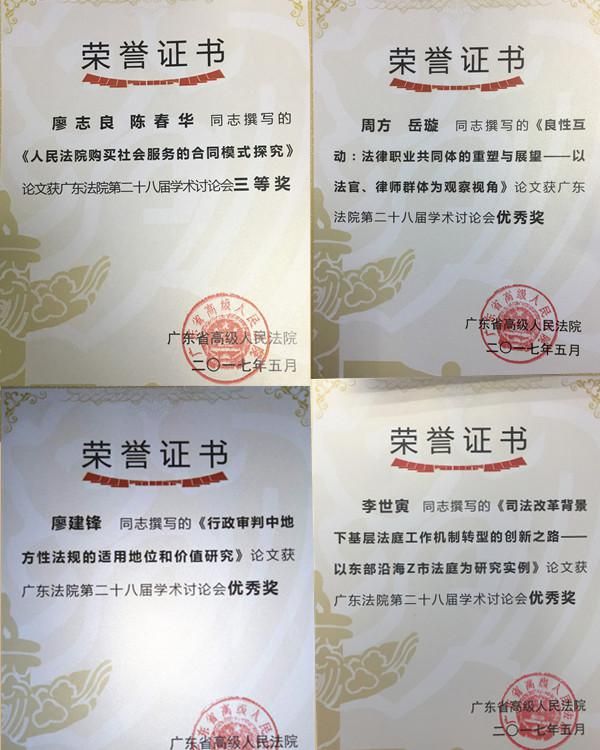 荣誉证书
廖志良 陈春华 同志撰写的
《人民法院购买社会服务的合同模式探究》
论文获广东法院第二十八届学术讨论会三等奖
广东省高级人民法院
二〇一七年五月
荣誉证书
周方 岳璇 同志撰写的《良性互
动：法律职业共同体的重塑与展望——以
法官、律师群体为观察视角》论文获广东
法院第二十八届学术讨论会优秀奖
广东省高级人民法院
二〇一七年五月
荣誉证书
廖建锋 同志撰写的《行政审判中地
方性法规的适用地位和价值研究》论文获
广东法院第二十八届学术讨论会优秀奖
广东省高级人民
荣誉证书
李世寅 同志撰写的《司法改革背景
下基层法庭工作机制转型的创新之路——
以东部沿海Z市法庭为研究实例》论文获
广东法院第二十八届学术讨论会优秀奖
广东省高级人民法院
二〇一七年五月